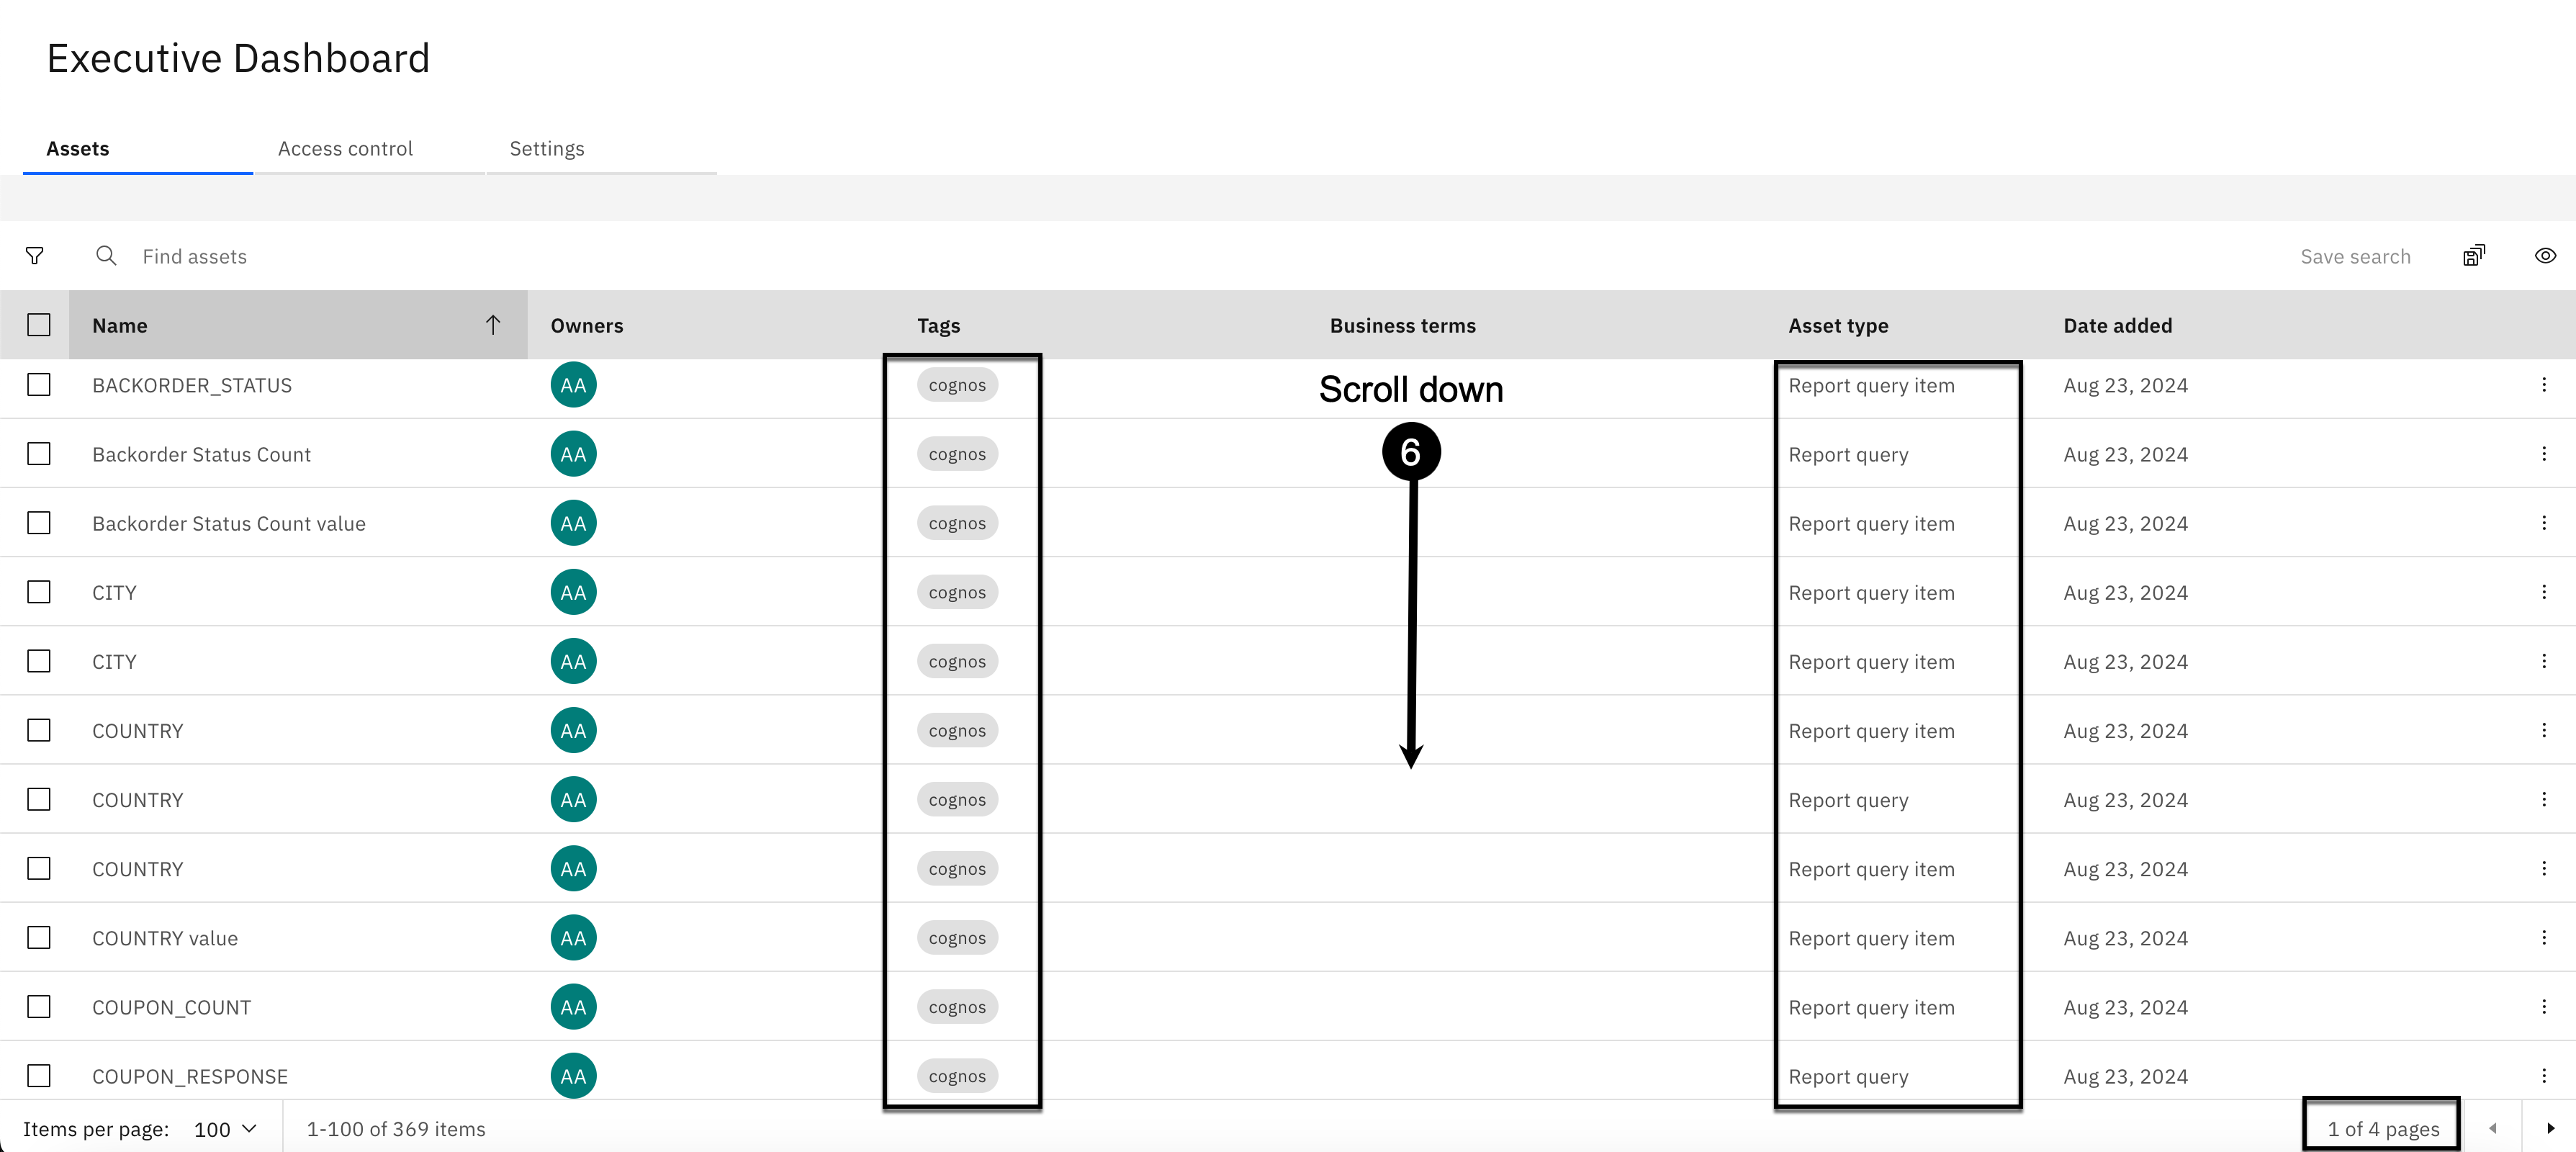 Executive Dashboard
Assets Access control Settings
Find assets Save search
Name Owners Tags Business terms Asset type Date added
BACKORDER_STATUS AA cognos Report query item Aug 23, 2024
Scroll down
Backorder Status Count AA cognos 6 Report query Aug 23, 2024
Backorder Status Count value AA cognos Report query item Aug 23, 2024
CITY AA cognos Report query item Aug 23, 2024
CITY AA cognos Report query item Aug 23, 2024
COUNTRY AA cognos Report query item Aug 23, 2024
COUNTRY AA cognos Report query Aug 23, 2024
COUNTRY AA cognos Report query item Aug 23, 2024
COUNTRY value AA cognos Report query item Aug 23, 2024
COUPON_COUNT AA cognos Report query item Aug 23, 2024
COUPON_RESPONSE AA cognos Report query Aug 23, 2024
Items per page: 100 1-100 of 369 items 1 of 4 pages